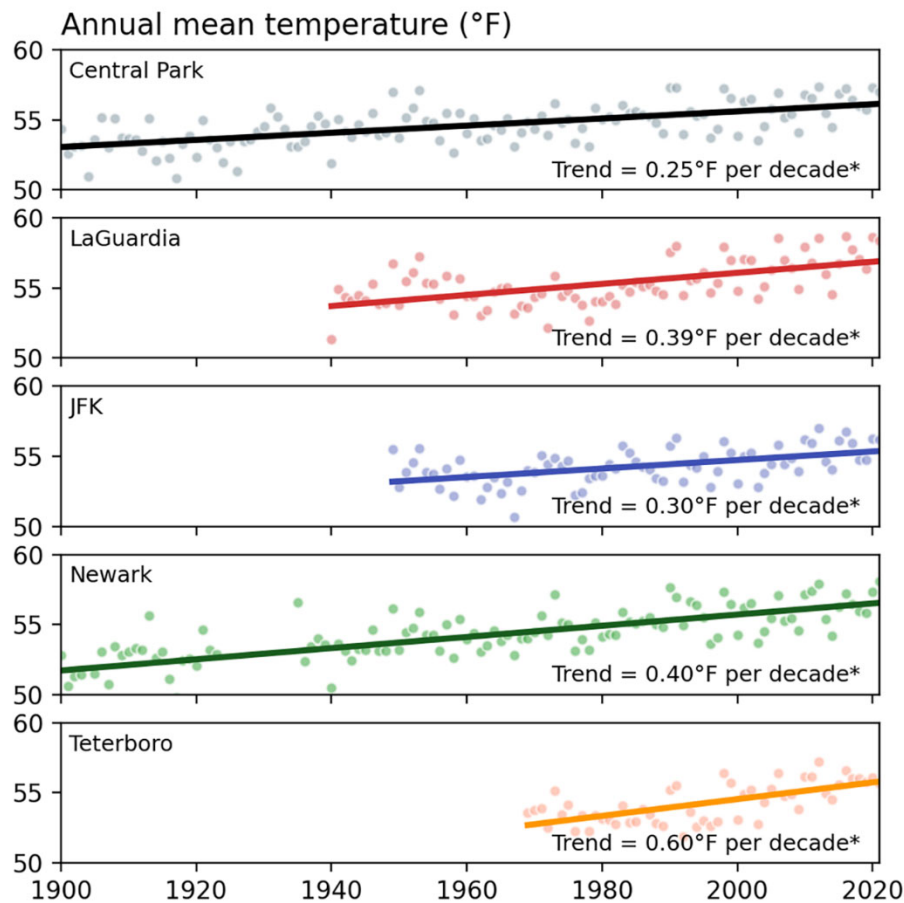 Annual mean temperature (°F)
60
Central Park
55
Trend = 0.25°F per decade*
50
60
LaGuardia
55
Trend = 0.39°F per decade*
50
60
JFK
55
Trend = 0.30°F per decade*
50
60
Newark
55
Trend = 0.40°F per decade*
50
60
Teterboro
55
Trend = 0.60°F per decade*
50
1900 1920 1940 1960 1980 2000 2020